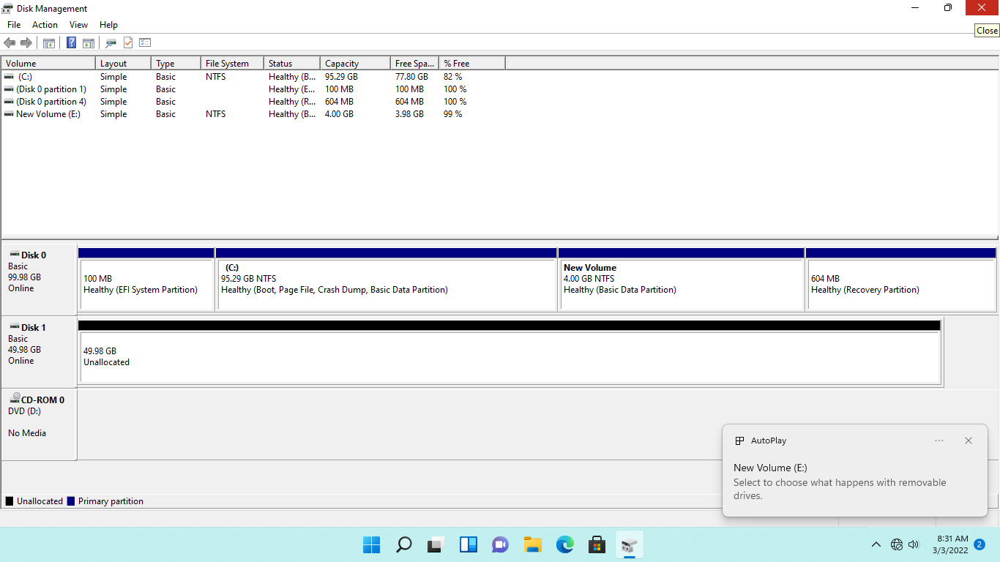 Disk Management
File Action View Help
Close
Volume Layout Type File System Status Capacity Free Spa... % Free
(C:) Simple Basic NTFS Healthy (B... 95.29 GB 77.80 GB 82 %
(Disk 0 partition 1) Simple Basic Healthy (E... 100 MB 100 MB 100 %
(Disk 0 partition 4) Simple Basic Healthy (R... 604 MB 604 MB 100 %
New Volume (E:) Simple Basic NTFS Healthy (B... 4.00 GB 3.98 GB 99 %
Disk 0
Basic
99.98 GB
Online
100 MB
Healthy (EFI System Partition)
(C:)
95.29 GB NTFS
Healthy (Boot, Page File, Crash Dump, Basic Data Partition)
New Volume
4.00 GB NTFS
Healthy (Basic Data Partition)
604 MB
Healthy (Recovery Partition)
Disk 1
Basic
49.98 GB
Online
49.98 GB
Unallocated
CD-ROM 0
DVD (D:)
No Media
AutoPlay
New Volume (E:)
Select to choose what happens with removable
drives.
Unallocated Primary partition
8:31 AM
3/3/2022
2